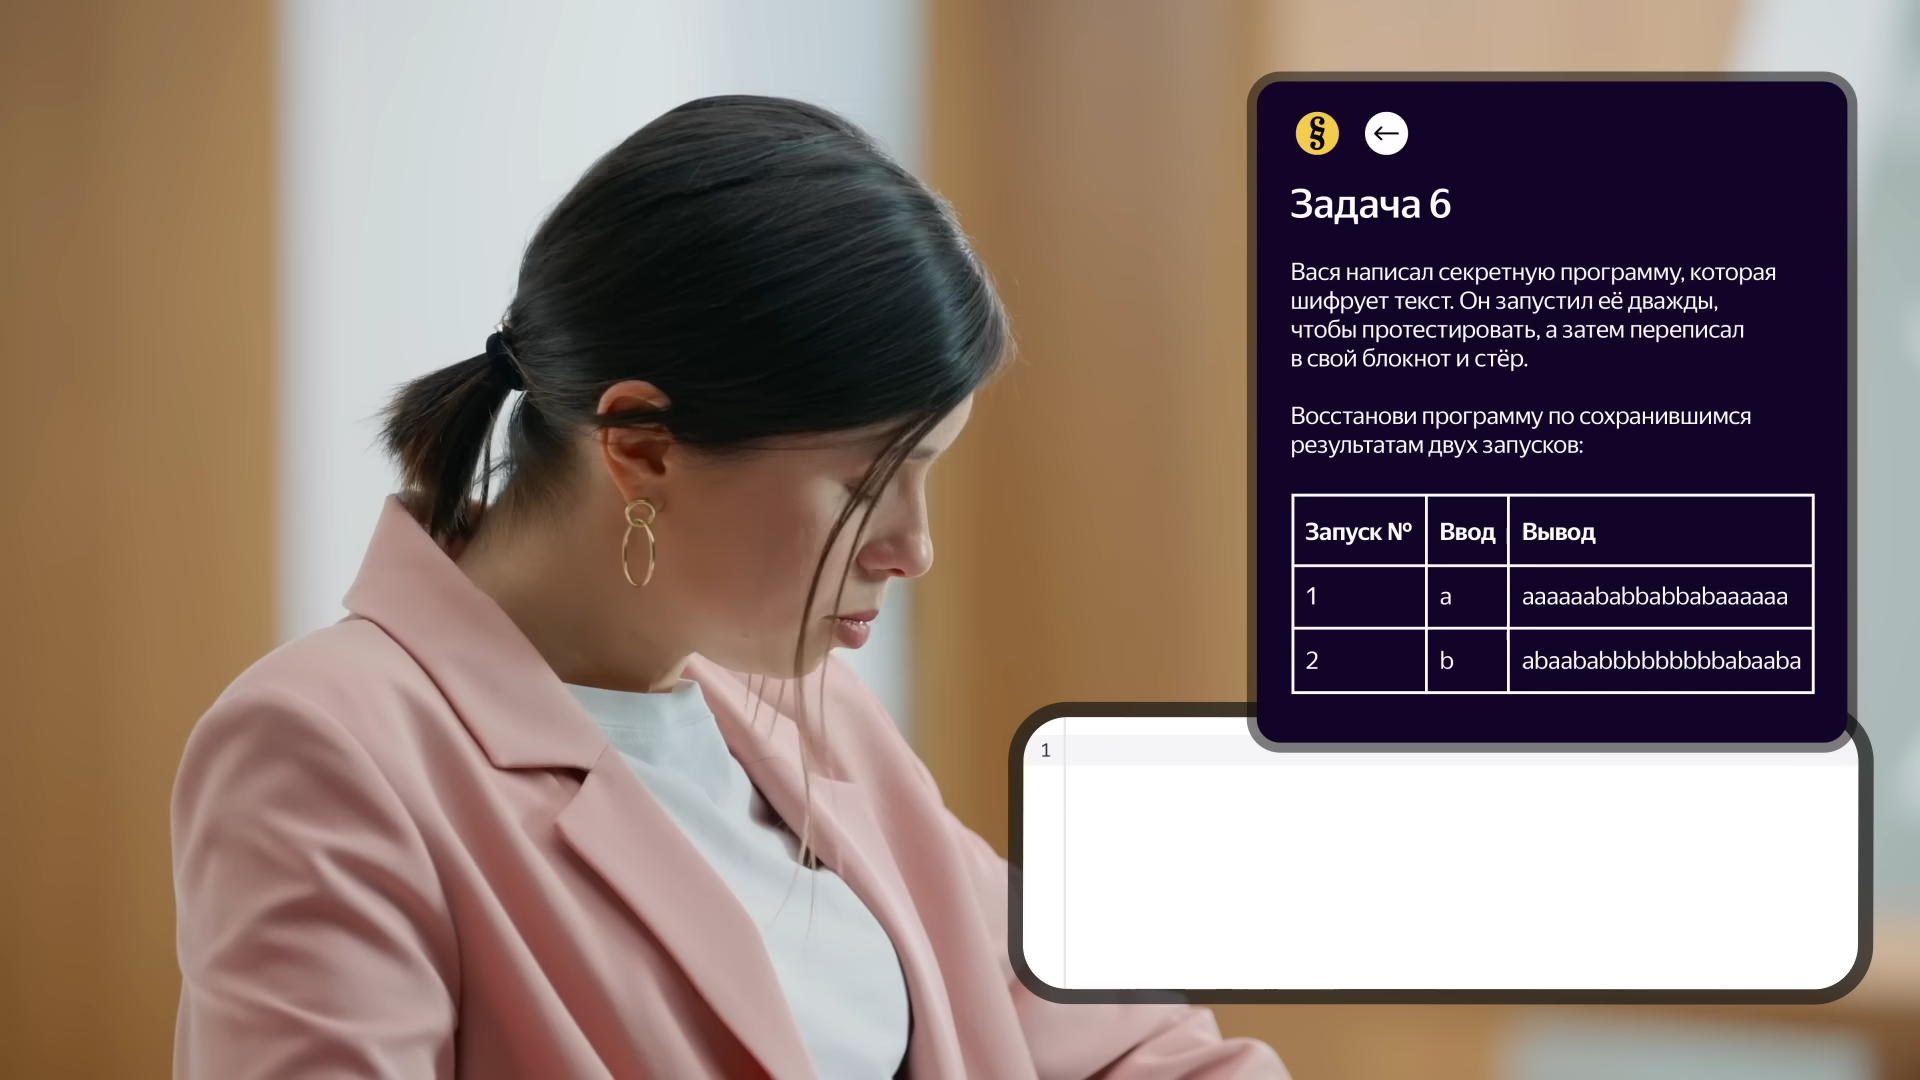 §
Задача 6
Вася написал секретную программу, которая
шифрует текст. Он запустил её дважды,
чтобы протестировать, а затем переписал
в свой блокнот и стёр.
Восстанови программу по сохранившимся
результатам двух запусков:
Запуск № Ввод Вывод
1 a aaaaaababbabbabaaaaaa
2 b abaababbbbbbbbbabaaba
1